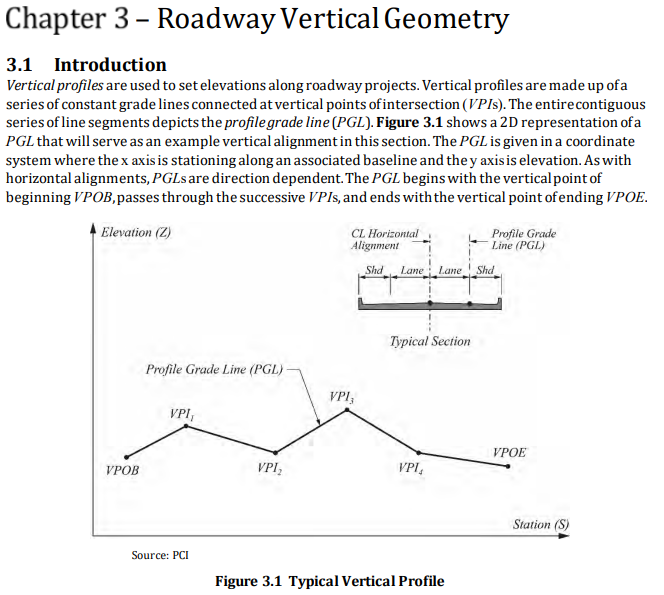 Chapter 3 – Roadway Vertical Geometry
3.1 Introduction
Vertical profiles are used to set elevations along roadway projects. Vertical profiles are made up of a
series of constant grade lines connected at vertical points of intersection (VPIs). The entire contiguous
series of line segments depicts the profile grade line (PGL). Figure 3.1 shows a 2D representation of a
PGL that will serve as an example vertical alignment in this section. The PGL is given in a coordinate
system where the x axis is stationing along an associated baseline and the y axis is elevation. As with
horizontal alignments, PGLs are direction dependent. The PGL begins with the vertical point of
beginning VPOB, passes through the successive VPIs, and ends with the vertical point of ending VPOE.
Elevation (Z)
CL Horizontal
Alignment
Profile Grade
Line (PGL)
Shd Lane Lane Shd
Typical Section
Profile Grade Line (PGL)
VPI₃
VPI₁
VPOE
VPOB
VPI₂
VPI₄
Station (S)
Source: PCI
Figure 3.1 Typical Vertical Profile